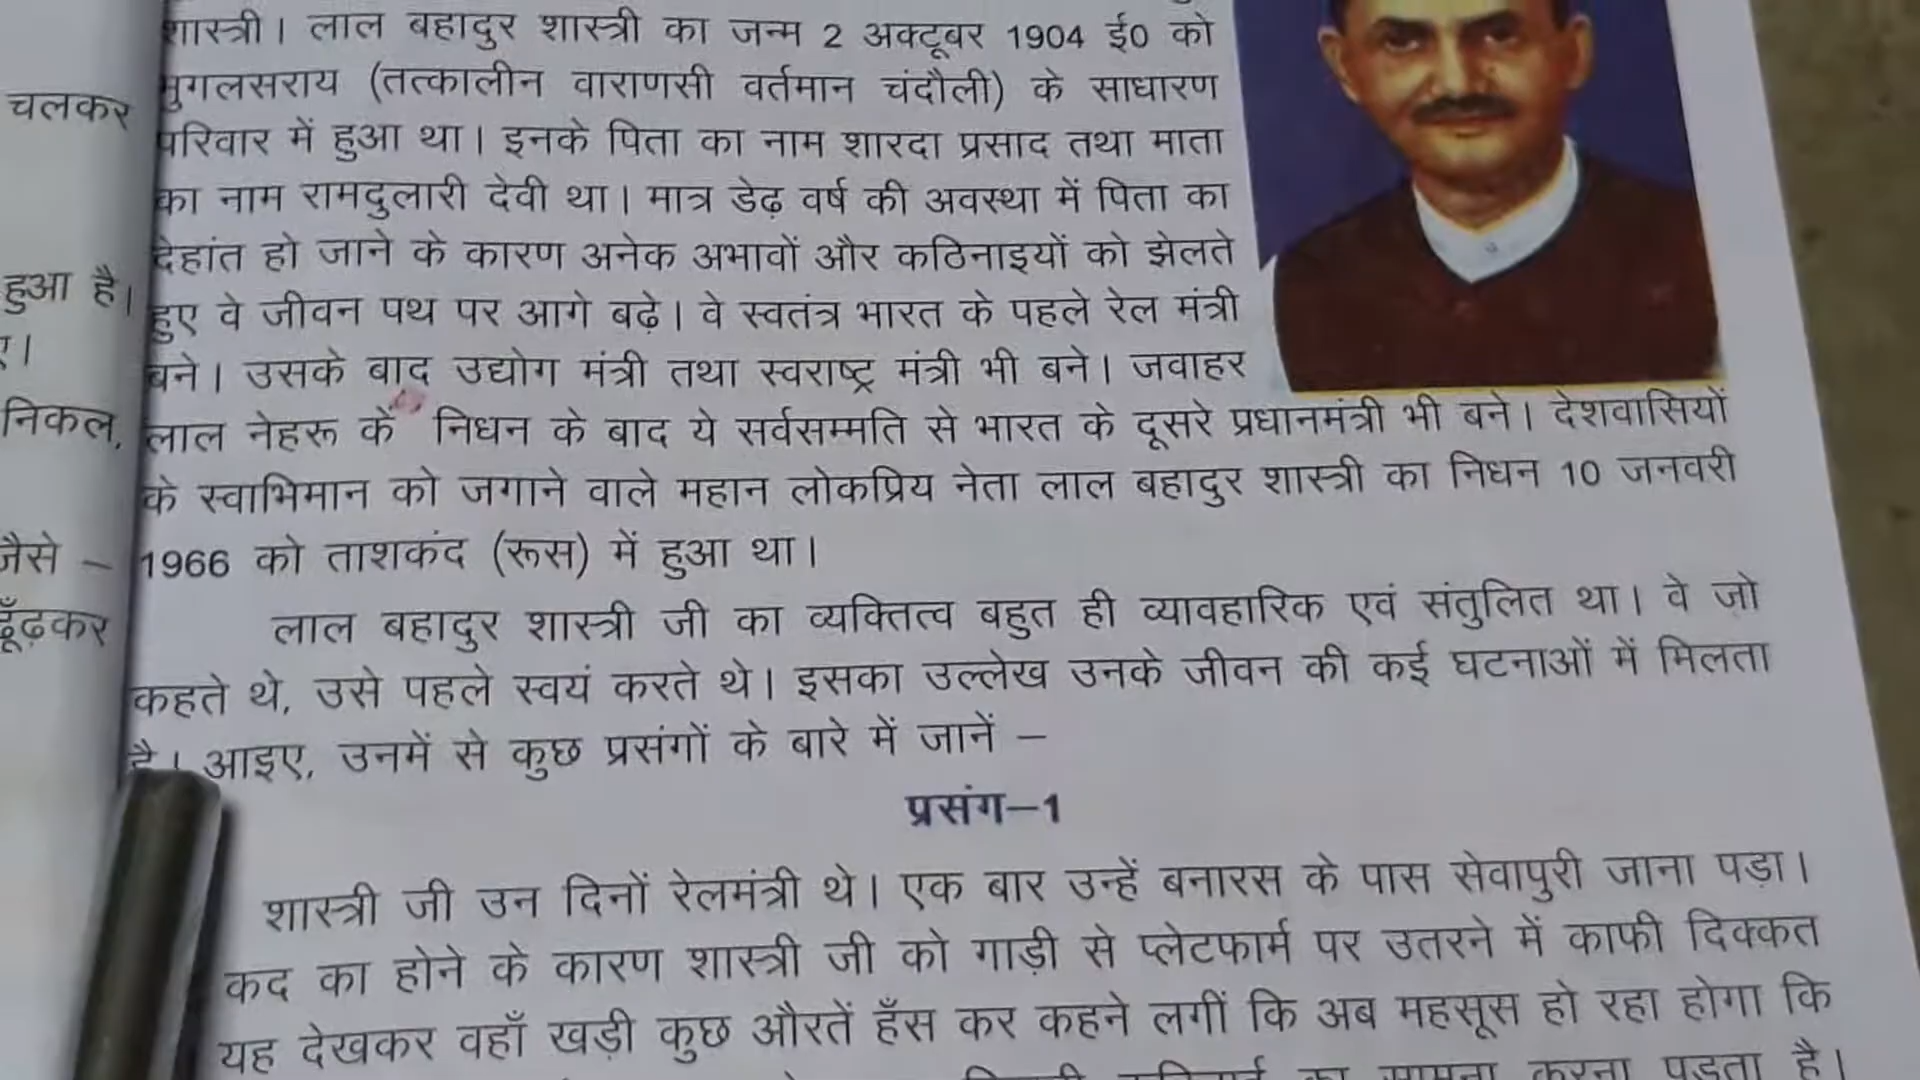 शास्त्री। लाल बहादुर शास्त्री का जन्म 2 अक्टूबर 1904 ई0 को
मुगलसराय (तत्कालीन वाराणसी वर्तमान चंदौली) के साधारण
परिवार में हुआ था। इनके पिता का नाम शारदा प्रसाद तथा माता
का नाम रामदुलारी देवी था। मात्र डेढ़ वर्ष की अवस्था में पिता का
देहांत हो जाने के कारण अनेक अभावों और कठिनाइयों को झेलते
हुए वे जीवन पथ पर आगे बढ़े। वे स्वतंत्र भारत के पहले रेल मंत्री
बने। उसके बाद उद्योग मंत्री तथा स्वराष्ट्र मंत्री भी बने। जवाहर
लाल नेहरू कें निधन के बाद ये सर्वसम्मति से भारत के दूसरे प्रधानमंत्री भी बने। देशवासियों
के स्वाभिमान को जगाने वाले महान लोकप्रिय नेता लाल बहादुर शास्त्री का निधन 10 जनवरी
1966 को ताशकंद (रूस) में हुआ था।
लाल बहादुर शास्त्री जी का व्यक्तित्व बहुत ही व्यावहारिक एवं संतुलित था। वे जो
कहते थे, उसे पहले स्वयं करते थे। इसका उल्लेख उनके जीवन की कई घटनाओं में मिलता
है। आइए, उनमें से कुछ प्रसंगों के बारे में जानें –
प्रसंग–1
शास्त्री जी उन दिनों रेलमंत्री थे। एक बार उन्हें बनारस के पास सेवापुरी जाना पड़ा।
कद का होने के कारण शास्त्री जी को गाड़ी से प्लेटफार्म पर उतरने में काफी दिक्कत
यह देखकर वहाँ खड़ी कुछ औरतें हँस कर कहने लगीं कि अब महसूस हो रहा होगा कि
का सामना करना पड़ता है।
चलकर
हुआ है।
निकल,
जैसे –
ढूँढ़कर